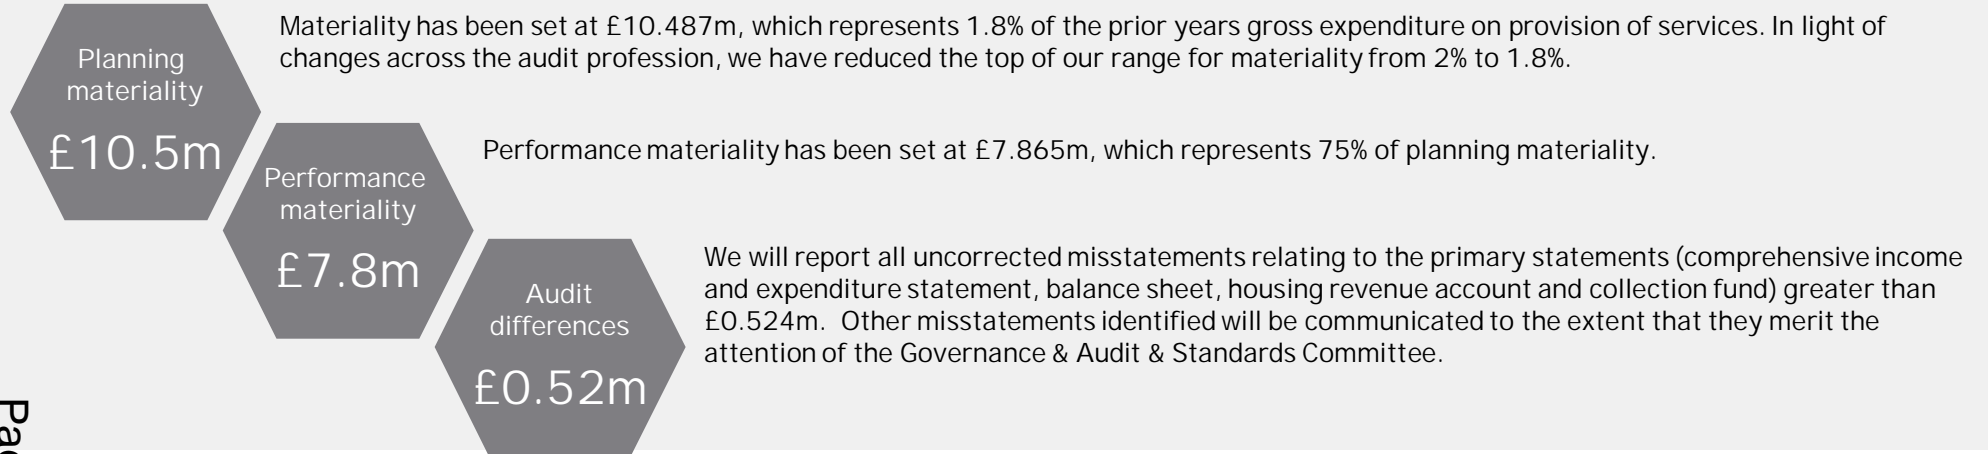 Planning
materiality
£10.5m
Materiality has been set at £10.487m, which represents 1.8% of the prior years gross expenditure on provision of services. In light of
changes across the audit profession, we have reduced the top of our range for materiality from 2% to 1.8%.
Performance
materiality
£7.8m
Performance materiality has been set at £7.865m, which represents 75% of planning materiality.
Audit
differences
£0.52m
We will report all uncorrected misstatements relating to the primary statements (comprehensive income
and expenditure statement, balance sheet, housing revenue account and collection fund) greater than
£0.524m.  Other misstatements identified will be communicated to the extent that they merit the
attention of the Governance & Audit & Standards Committee.